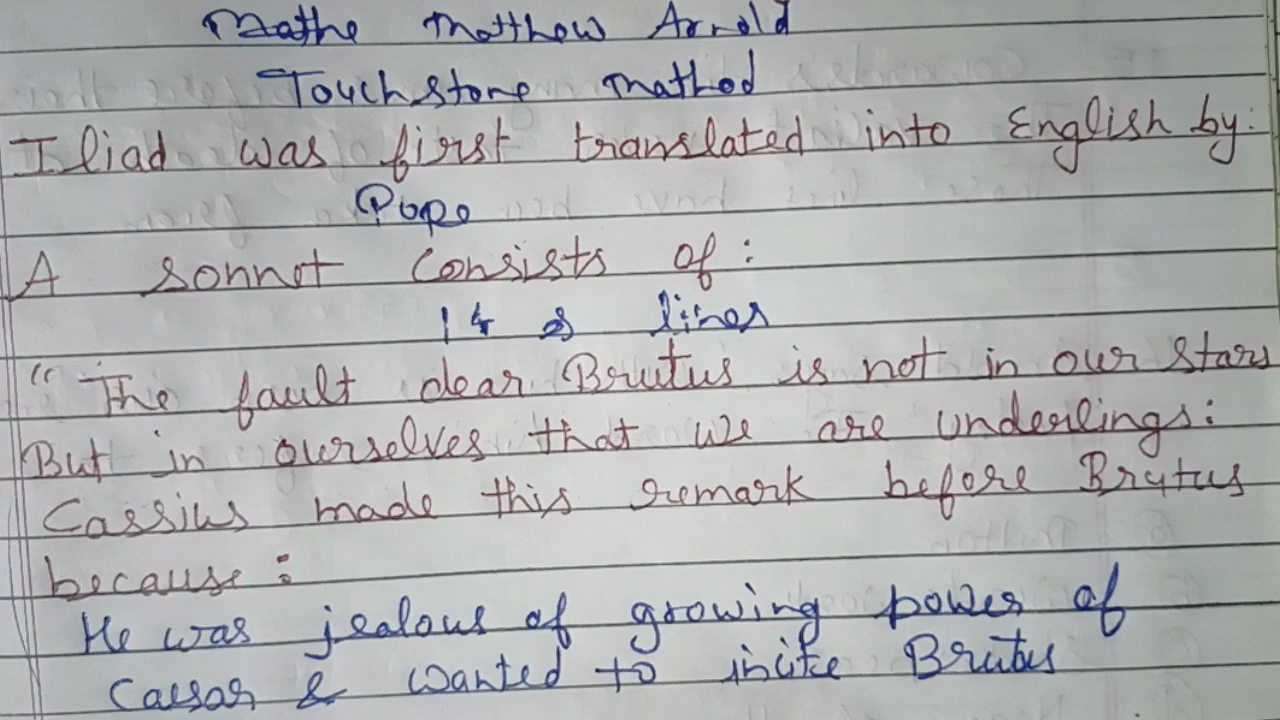 Mathe Matthew Arnold
Touchstone mathod
Iliad was first translated into English by:
Pope
A sonnet consists of:
14 lines
“The fault dear Brutus is not in our stars
But in ourselves that we are underlings:
Cassius made this remark before Brutus
because:
He was jealous of growing power of
Caesar & wanted to incite Brutus